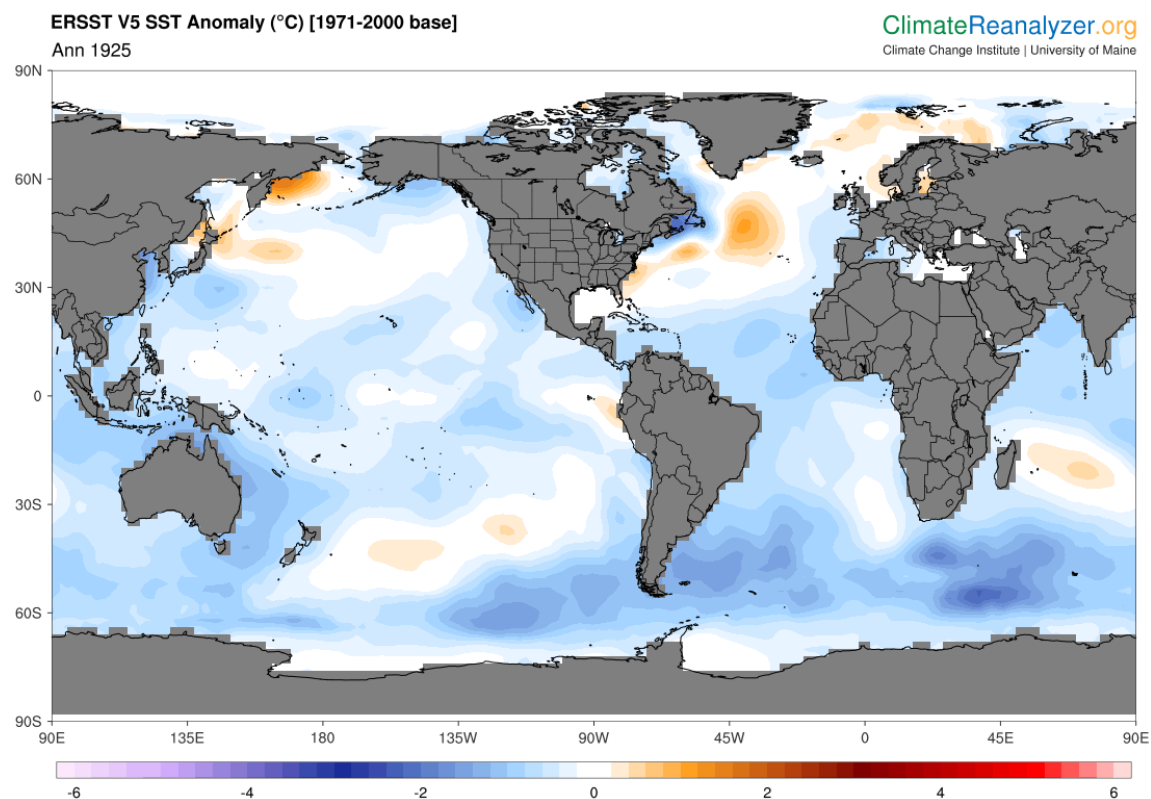 ERSST V5 SST Anomaly (°C) [1971-2000 base]
Ann 1925
ClimateReanalyzer.org
Climate Change Institute | University of Maine
90N
60N
30N
0
30S
60S
90S
90E 135E 180 135W 90W 45W 0 45E 90E
-6 -4 -2 0 2 4 6